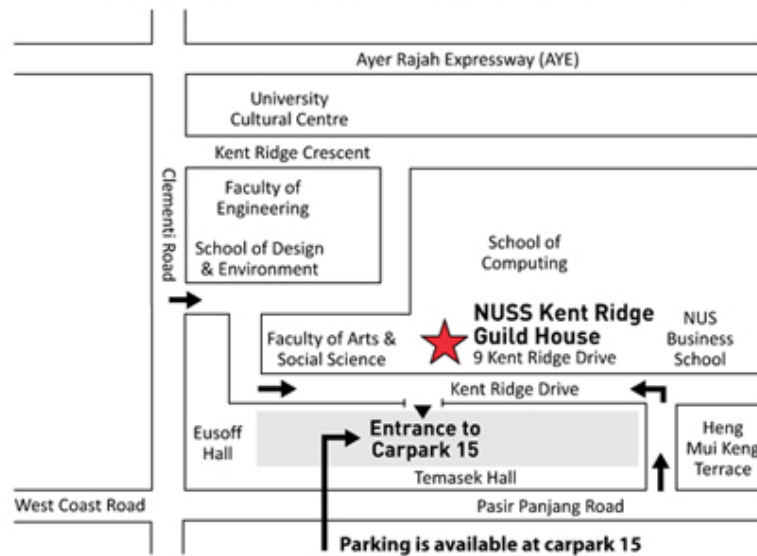 Ayer Rajah Expressway (AYE)
University
Cultural Centre
Kent Ridge Crescent
Clementi Road
Faculty of
Engineering
School of Design
& Environment
School of
Computing
NUSS Kent Ridge
Guild House
9 Kent Ridge Drive
NUS
Business
School
Faculty of Arts &
Social Science
Kent Ridge Drive
Eusoff
Hall
Entrance to
Carpark 15
Heng
Mui Keng
Terrace
Temasek Hall
West Coast Road
Pasir Panjang Road
Parking is available at carpark 15